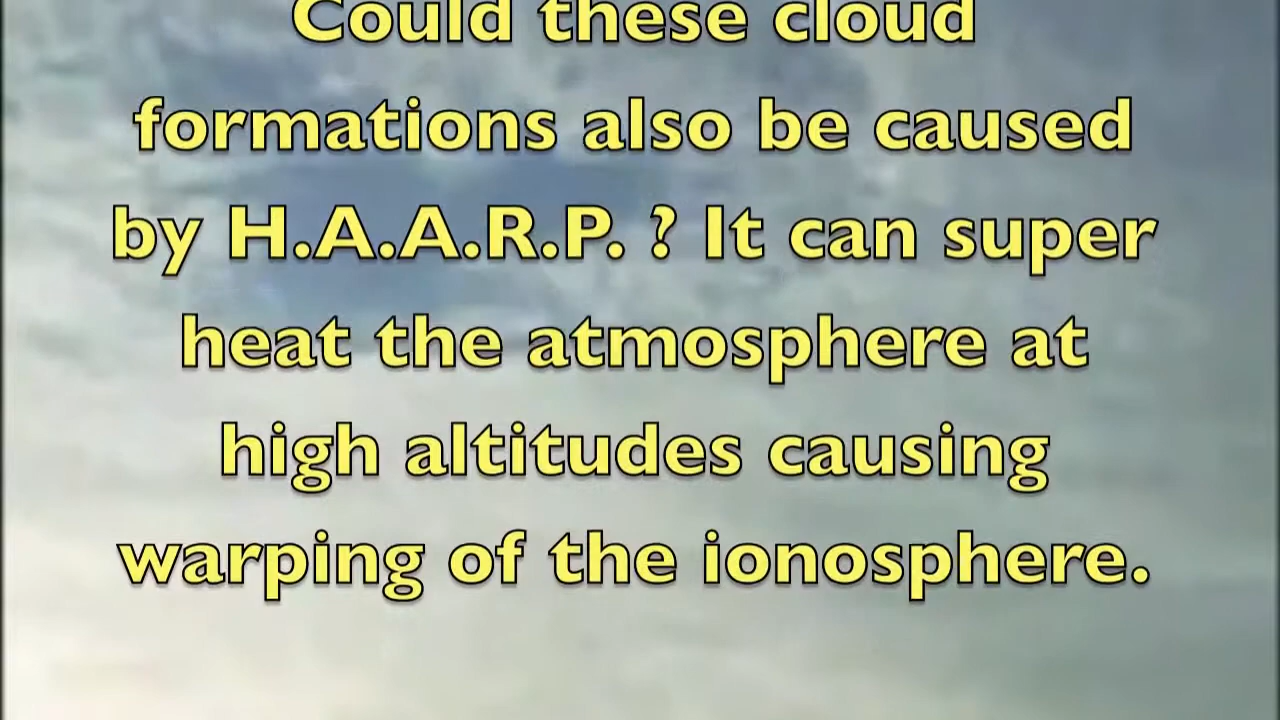 Could these cloud
formations also be caused
by H.A.A.R.P. ? It can super
heat the atmosphere at
high altitudes causing
warping of the ionosphere.